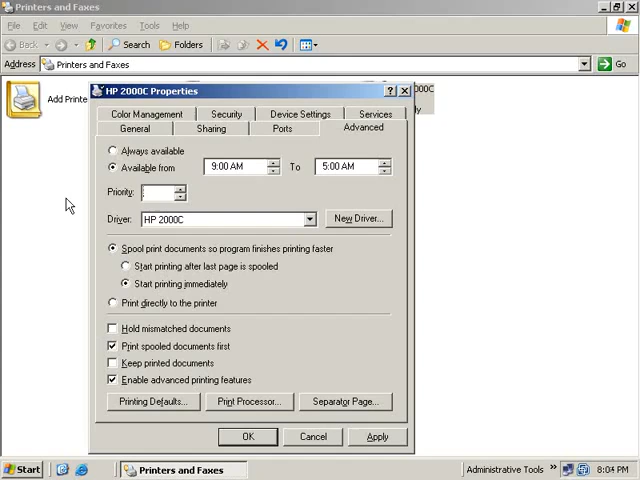 Printers and Faxes
File Edit View Favorites Tools Help
Back Search Folders
Address Printers and Faxes Go
Add Printe
HP 2000C Properties
Color Management Security Device Settings Services
General Sharing Ports Advanced
Always available
Available from 9:00 AM To 5:00 AM
Priority:
Driver: HP 2000C New Driver...
Spool print documents so program finishes printing faster
Start printing after last page is spooled
Start printing immediately
Print directly to the printer
Hold mismatched documents
Print spooled documents first
Keep printed documents
Enable advanced printing features
Printing Defaults... Print Processor... Separator Page...
OK Cancel Apply
Start Printers and Faxes Administrative Tools » 8:04 PM